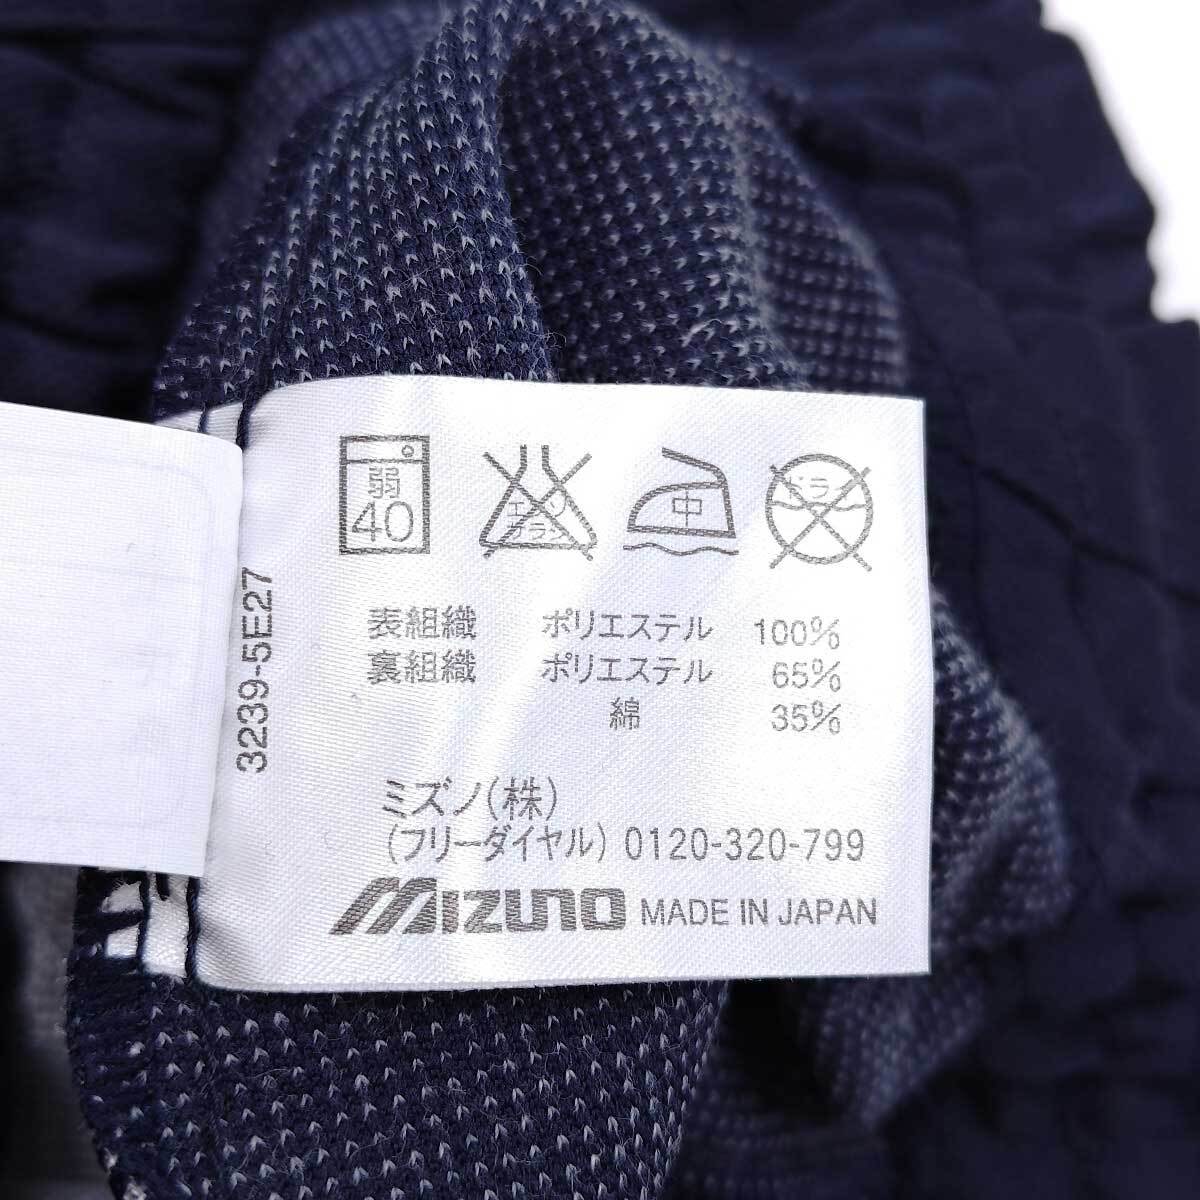 弱
40
エンソ
フラシ
中
ドライ
表組織 ポリエステル 100%
裏組織 ポリエステル 65%
綿 35%
ミズノ(株)
(フリーダイヤル) 0120-320-799
MIZUNO MADE IN JAPAN
3239-5E27